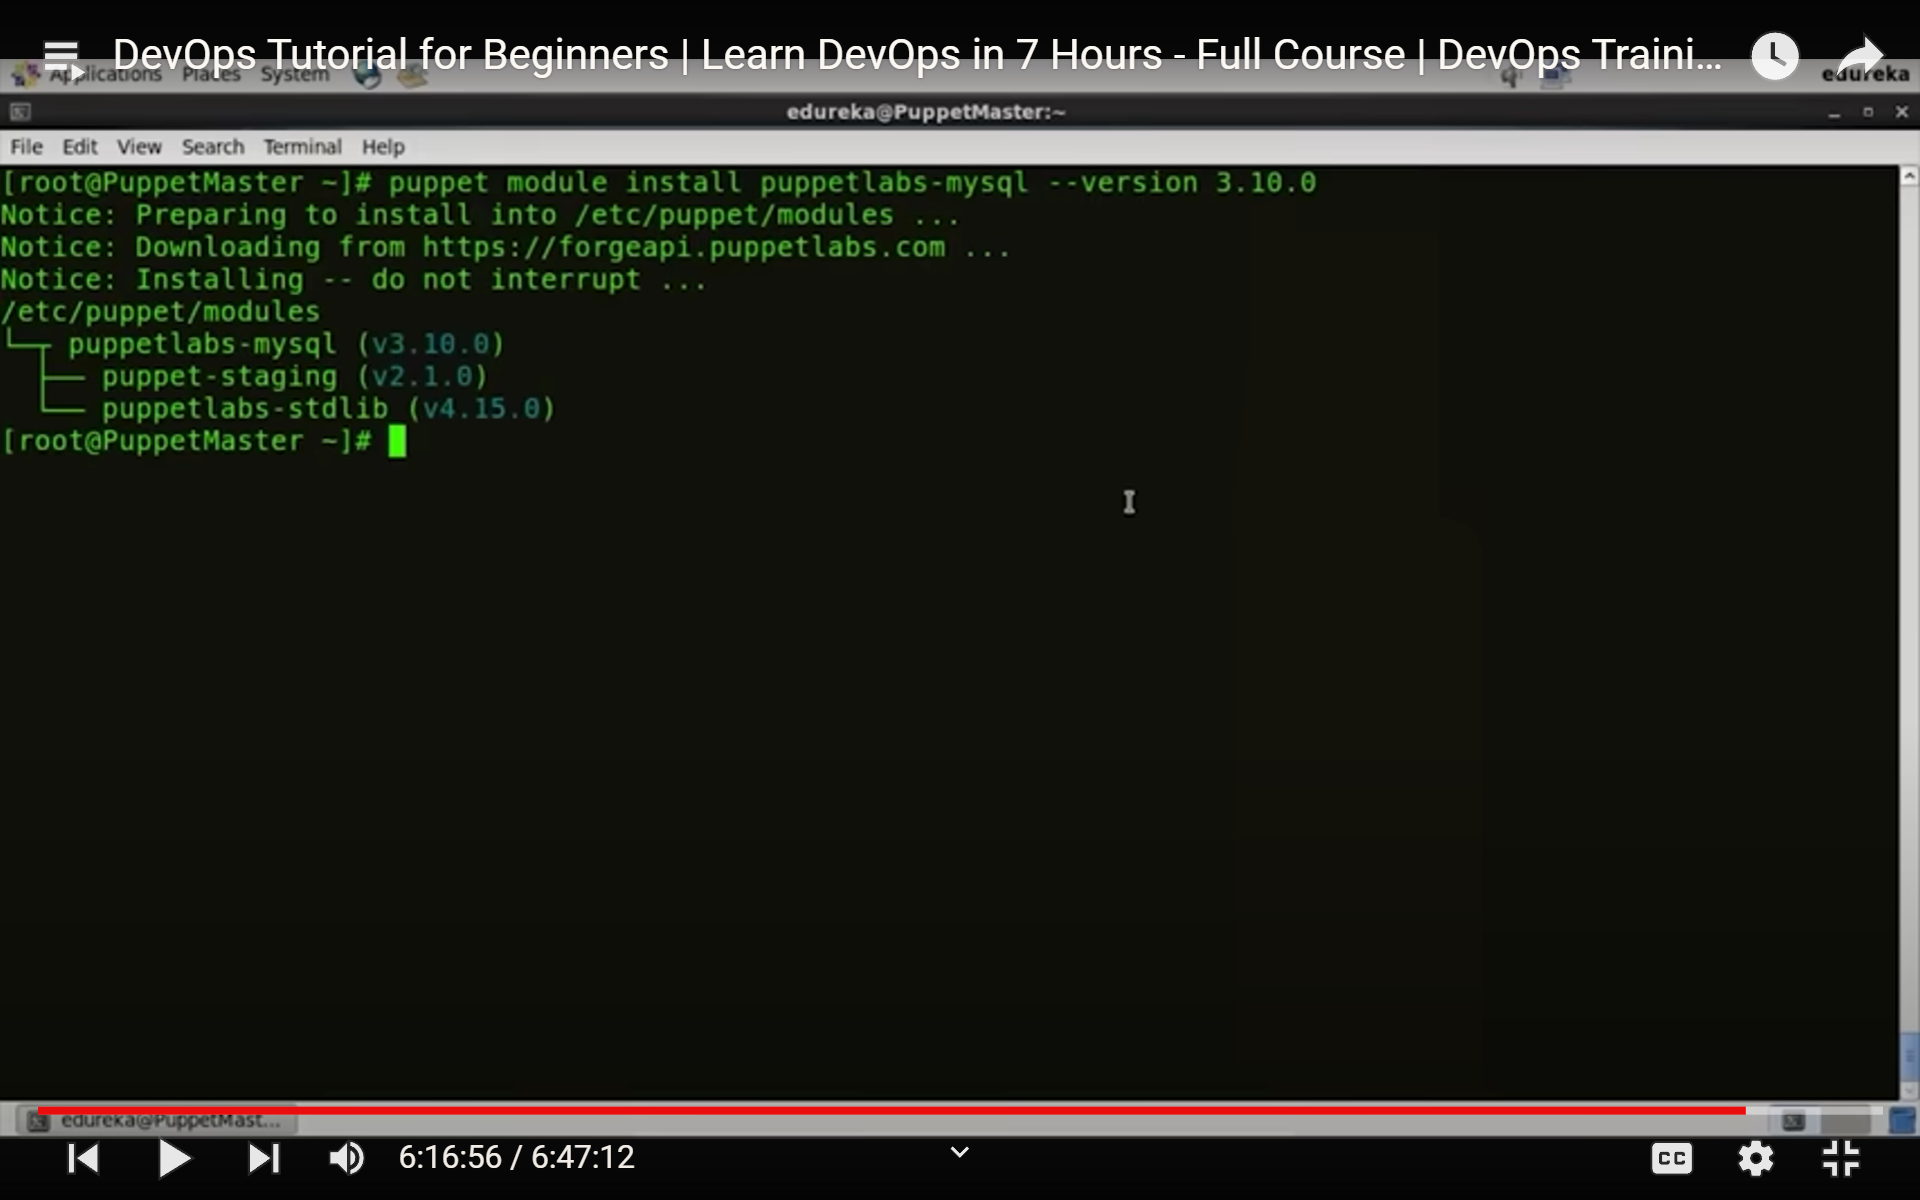 DevOps Tutorial for Beginners | Learn DevOps in 7 Hours - Full Course | DevOps Traini...
Applications Places System edureka
edureka@PuppetMaster:~
File Edit View Search Terminal Help
[root@PuppetMaster ~]# puppet module install puppetlabs-mysql --version 3.10.0
Notice: Preparing to install into /etc/puppet/modules ...
Notice: Downloading from https://forgeapi.puppetlabs.com ...
Notice: Installing -- do not interrupt ...
/etc/puppet/modules
└─┬ puppetlabs-mysql (v3.10.0)
  ├── puppet-staging (v2.1.0)
  └── puppetlabs-stdlib (v4.15.0)
[root@PuppetMaster ~]#
edureka@PuppetMast...
6:16:56 / 6:47:12
CC